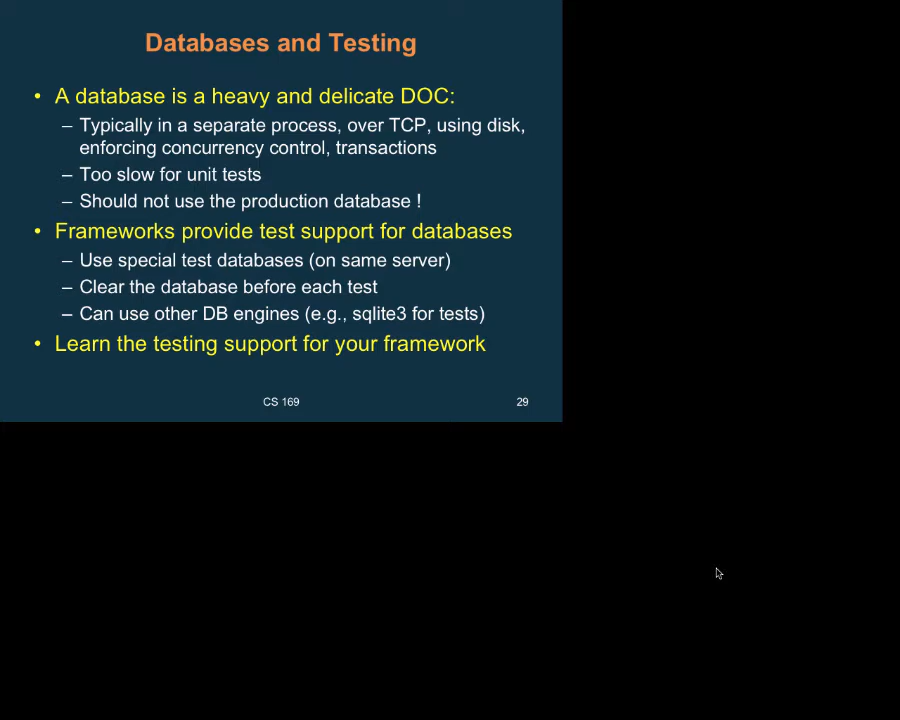 Databases and Testing
• A database is a heavy and delicate DOC:
– Typically in a separate process, over TCP, using disk,
enforcing concurrency control, transactions
– Too slow for unit tests
– Should not use the production database !
• Frameworks provide test support for databases
– Use special test databases (on same server)
– Clear the database before each test
– Can use other DB engines (e.g., sqlite3 for tests)
• Learn the testing support for your framework
CS 169
29